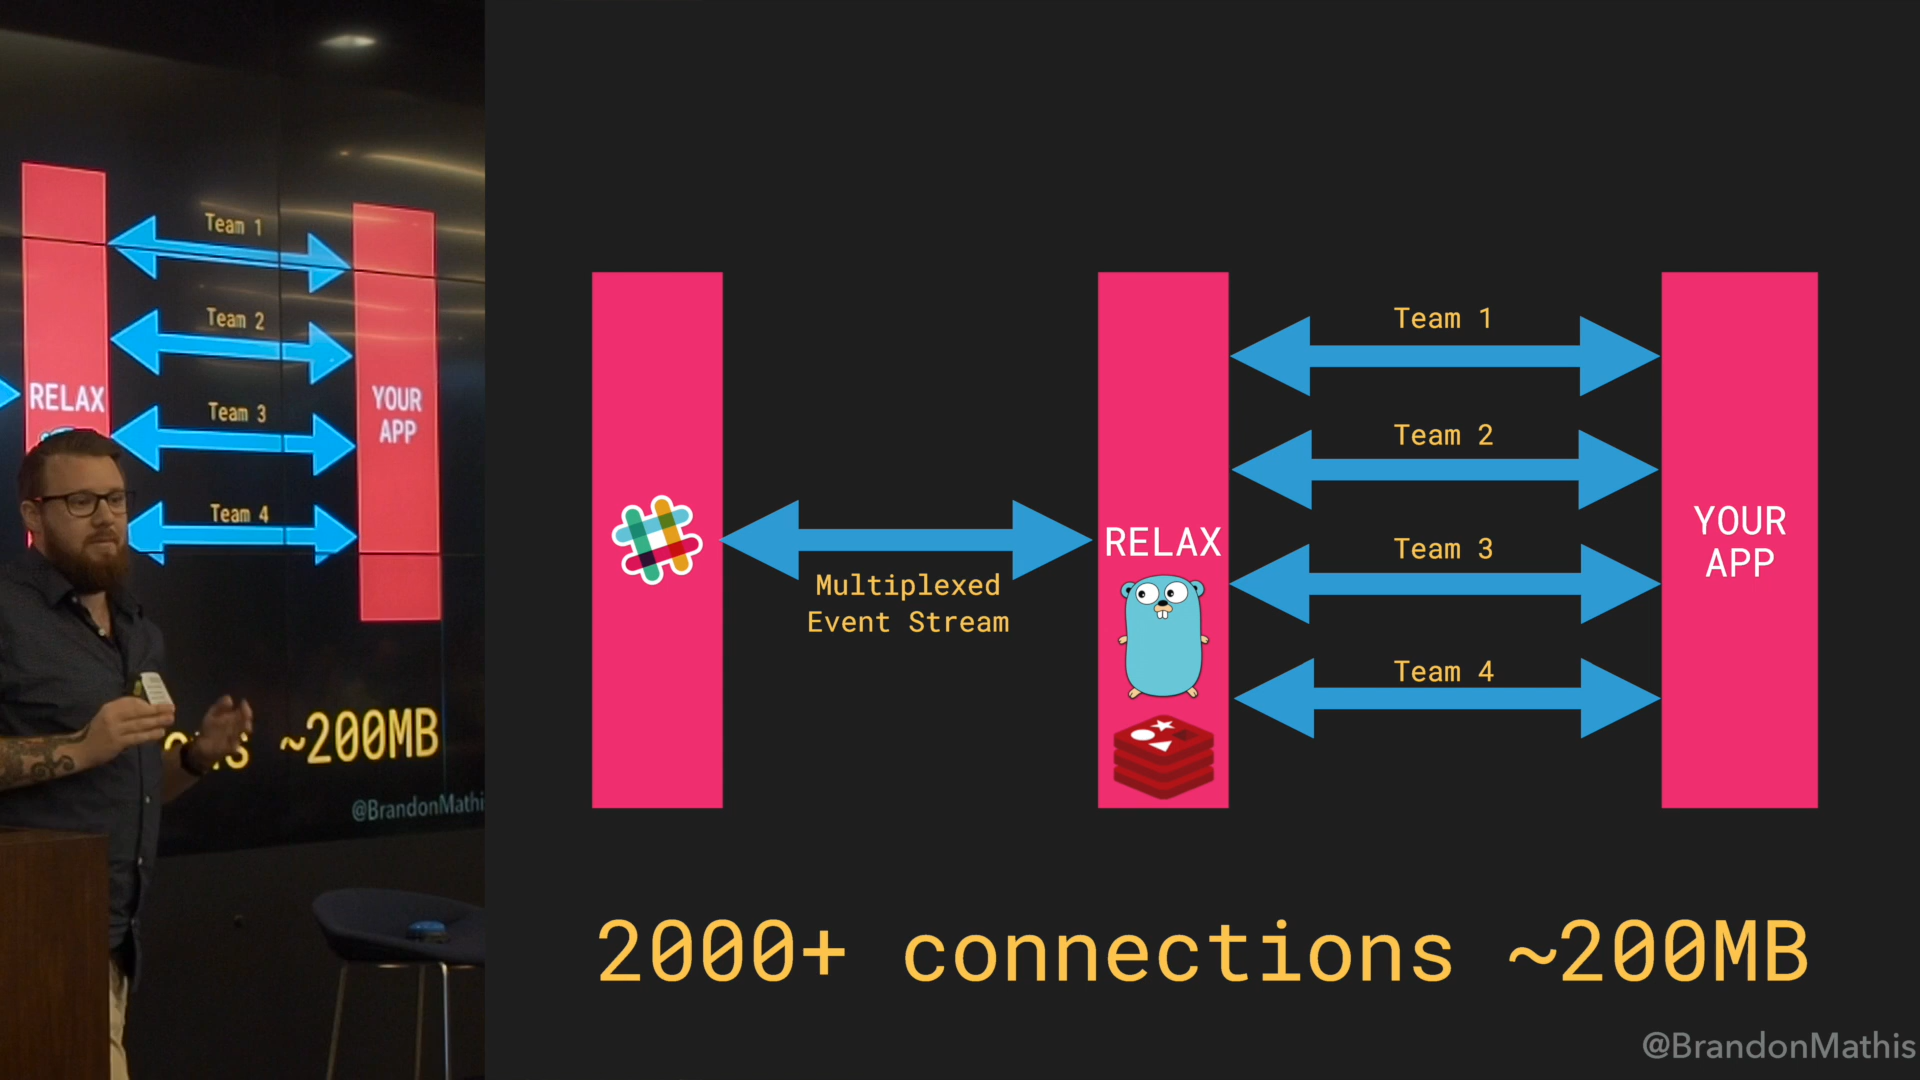 Team 1
Team 2
RELAX
Team 3
YOUR
APP
Team 4
~200MB
@BrandonMathi
Team 1
Team 2
Team 3
Team 4
RELAX
YOUR
APP
Multiplexed
Event Stream
2000+ connections ~200MB
@BrandonMathis